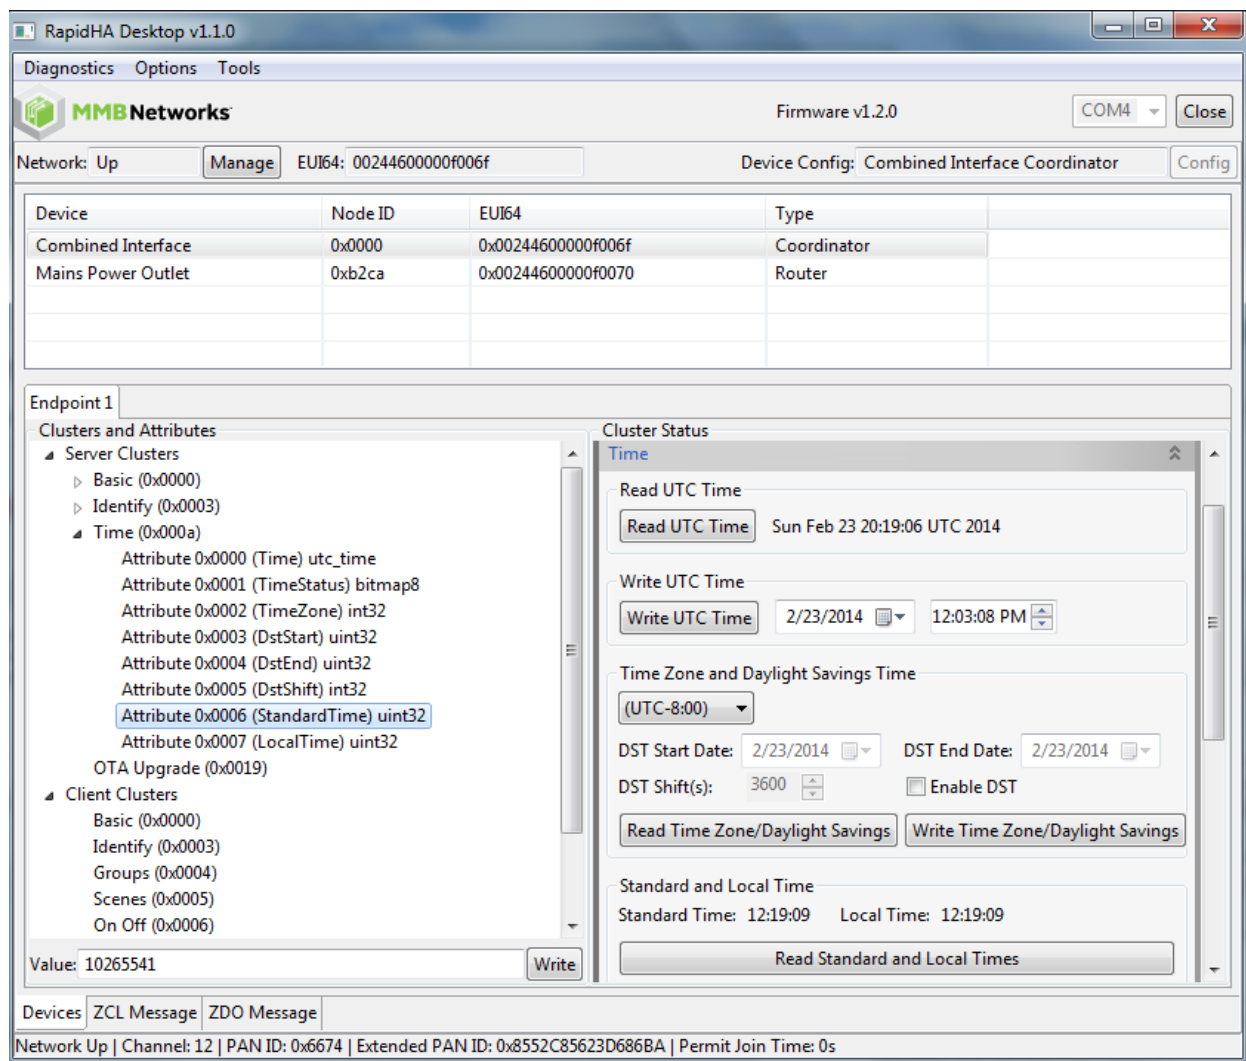 RapidHA Desktop v1.1.0
Diagnostics Options Tools
MMBNetworks Firmware v1.2.0 COM4 Close
Network: Up Manage EUI64: 00244600000f006f Device Config: Combined Interface Coordinator Config
Device Node ID EUI64 Type
Combined Interface 0x0000 0x00244600000f006f Coordinator
Mains Power Outlet 0xb2ca 0x00244600000f0070 Router
Endpoint 1
Clusters and Attributes
Server Clusters
Basic (0x0000)
Identify (0x0003)
Time (0x000a)
Attribute 0x0000 (Time) utc_time
Attribute 0x0001 (TimeStatus) bitmap8
Attribute 0x0002 (TimeZone) int32
Attribute 0x0003 (DstStart) uint32
Attribute 0x0004 (DstEnd) uint32
Attribute 0x0005 (DstShift) int32
Attribute 0x0006 (StandardTime) uint32
Attribute 0x0007 (LocalTime) uint32
OTA Upgrade (0x0019)
Client Clusters
Basic (0x0000)
Identify (0x0003)
Groups (0x0004)
Scenes (0x0005)
On Off (0x0006)
Value: 10265541 Write
Cluster Status
Time
Read UTC Time
Read UTC Time Sun Feb 23 20:19:06 UTC 2014
Write UTC Time
Write UTC Time 2/23/2014 12:03:08 PM
Time Zone and Daylight Savings Time
(UTC-8:00)
DST Start Date: 2/23/2014 DST End Date: 2/23/2014
DST Shift(s): 3600 Enable DST
Read Time Zone/Daylight Savings Write Time Zone/Daylight Savings
Standard and Local Time
Standard Time: 12:19:09 Local Time: 12:19:09
Read Standard and Local Times
Devices ZCL Message ZDO Message
Network Up | Channel: 12 | PAN ID: 0x6674 | Extended PAN ID: 0x8552C85623D686BA | Permit Join Time: 0s